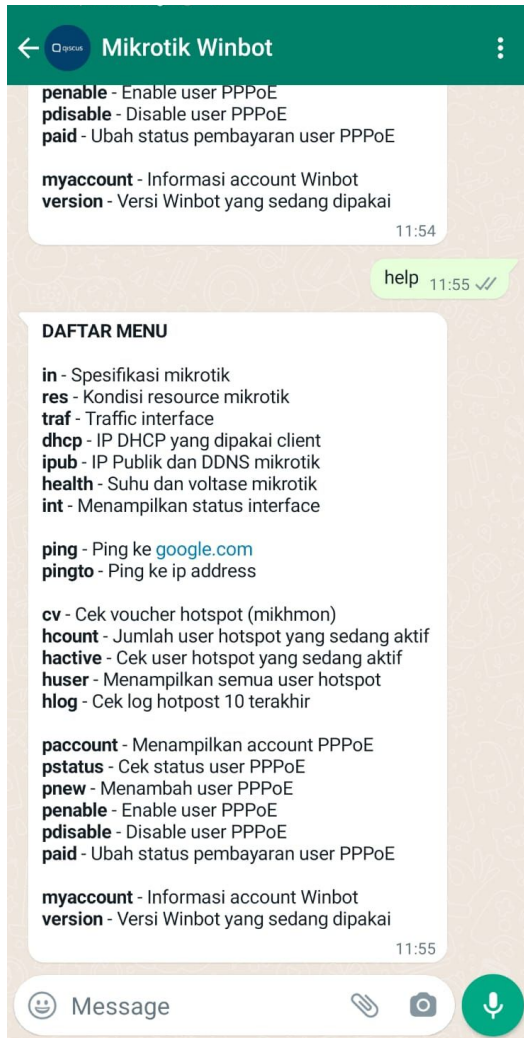 qiscus Mikrotik Winbot
penable - Enable user PPPoE
pdisable - Disable user PPPoE
paid - Ubah status pembayaran user PPPoE
myaccount - Informasi account Winbot
version - Versi Winbot yang sedang dipakai
11:54
help 11:55
DAFTAR MENU
in - Spesifikasi mikrotik
res - Kondisi resource mikrotik
traf - Traffic interface
dhcp - IP DHCP yang dipakai client
ipub - IP Publik dan DDNS mikrotik
health - Suhu dan voltase mikrotik
int - Menampilkan status interface
ping - Ping ke google.com
pingto - Ping ke ip address
cv - Cek voucher hotspot (mikhmon)
hcount - Jumlah user hotspot yang sedang aktif
hactive - Cek user hotspot yang sedang aktif
huser - Menampilkan semua user hotspot
hlog - Cek log hotpost 10 terakhir
paccount - Menampilkan account PPPoE
pstatus - Cek status user PPPoE
pnew - Menambah user PPPoE
penable - Enable user PPPoE
pdisable - Disable user PPPoE
paid - Ubah status pembayaran user PPPoE
myaccount - Informasi account Winbot
version - Versi Winbot yang sedang dipakai
11:55
Message